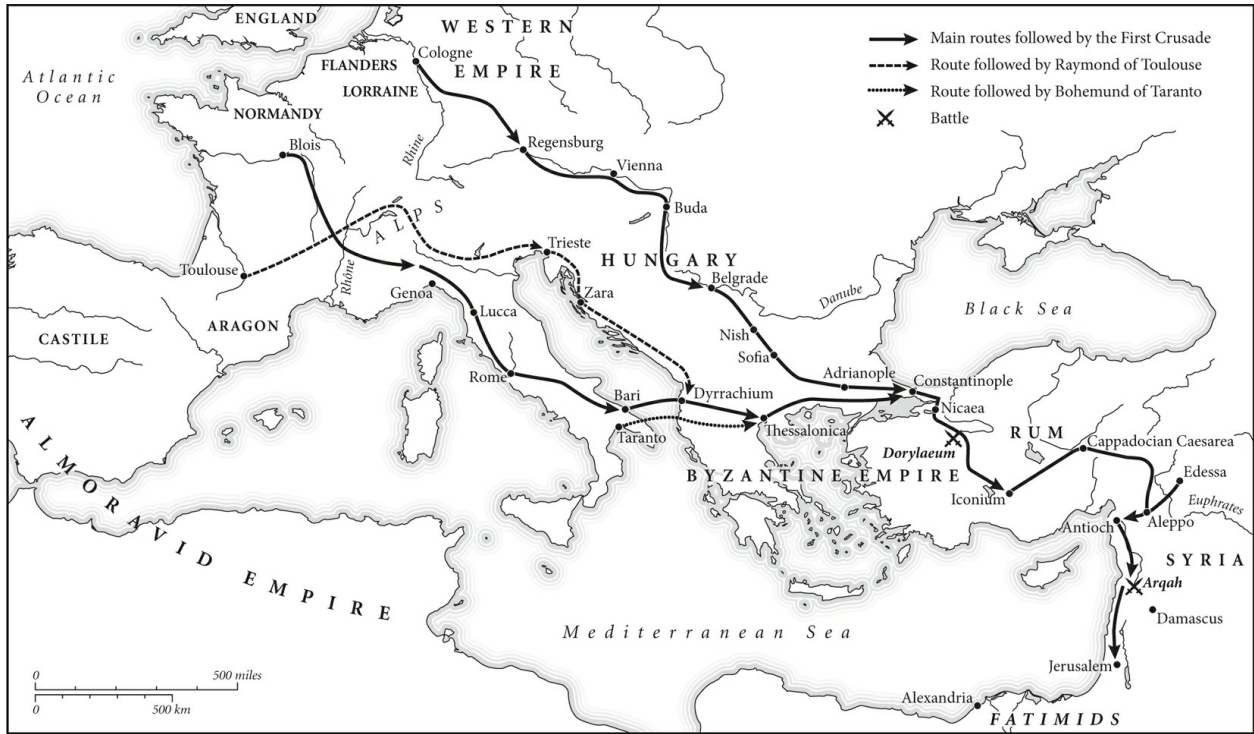 ENGLAND
WESTERN
EMPIRE
Main routes followed by the First Crusade
Route followed by Raymond of Toulouse
Route followed by Bohemund of Taranto
Battle
Atlantic
Ocean
Cologne
FLANDERS
LORRAINE
NORMANDY
Blois
Rhine
Regensburg
Vienna
Buda
ALPS
Toulouse
Rhône
Trieste
HUNGARY
Belgrade
Danube
Black Sea
Genoa
Zara
Lucca
CASTILE
ARAGON
Nish
Sofia
Rome
Adrianople
Constantinople
Bari
Dyrrachium
Nicaea
Taranto
Thessalonica
RUM
Dorylaeum
Cappadocian Caesarea
BYZANTINE EMPIRE
Edessa
Iconium
Euphrates
Antioch
Aleppo
SYRIA
ALMORAVID EMPIRE
Arqah
Damascus
Mediterranean Sea
Jerusalem
0 500 miles
0 500 km
Alexandria
FATIMIDS